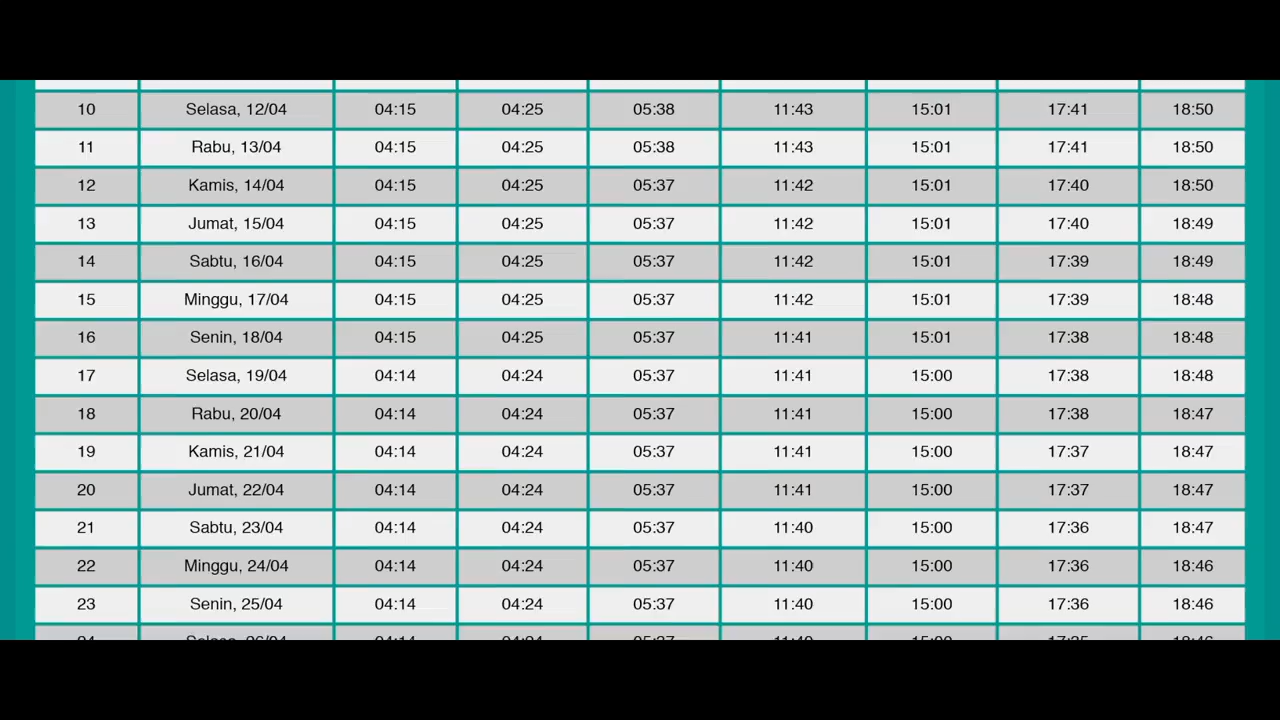 10 Selasa, 12/04 04:15 04:25 05:38 11:43 15:01 17:41 18:50
11 Rabu, 13/04 04:15 04:25 05:38 11:43 15:01 17:41 18:50
12 Kamis, 14/04 04:15 04:25 05:37 11:42 15:01 17:40 18:50
13 Jumat, 15/04 04:15 04:25 05:37 11:42 15:01 17:40 18:49
14 Sabtu, 16/04 04:15 04:25 05:37 11:42 15:01 17:39 18:49
15 Minggu, 17/04 04:15 04:25 05:37 11:42 15:01 17:39 18:48
16 Senin, 18/04 04:15 04:25 05:37 11:41 15:01 17:38 18:48
17 Selasa, 19/04 04:14 04:24 05:37 11:41 15:00 17:38 18:48
18 Rabu, 20/04 04:14 04:24 05:37 11:41 15:00 17:38 18:47
19 Kamis, 21/04 04:14 04:24 05:37 11:41 15:00 17:37 18:47
20 Jumat, 22/04 04:14 04:24 05:37 11:41 15:00 17:37 18:47
21 Sabtu, 23/04 04:14 04:24 05:37 11:40 15:00 17:36 18:47
22 Minggu, 24/04 04:14 04:24 05:37 11:40 15:00 17:36 18:46
23 Senin, 25/04 04:14 04:24 05:37 11:40 15:00 17:36 18:46